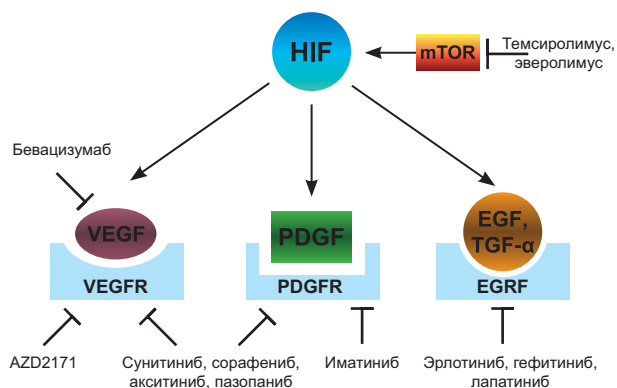 HIF
mTOR
Темсиролимус,
эверолимус
Бевацизумаб
VEGF
PDGF
EGF,
TGF-α
VEGFR
PDGFR
EGRF
AZD2171
Сунитиниб, сорафениб,
акситиниб, пазопаниб
Иматиниб
Эрлотиниб, гефитиниб,
лапатиниб